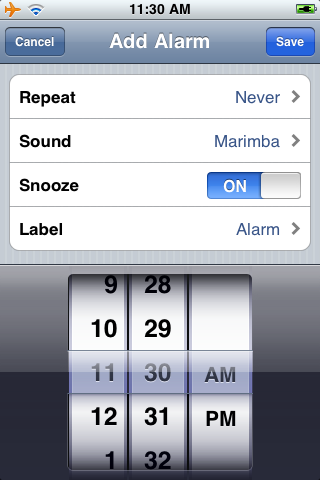 11:30 AM
Cancel Add Alarm Save
Repeat Never
Sound Marimba
Snooze ON
Label Alarm
9 28
10 29
11 30 AM
12 31 PM
1 32